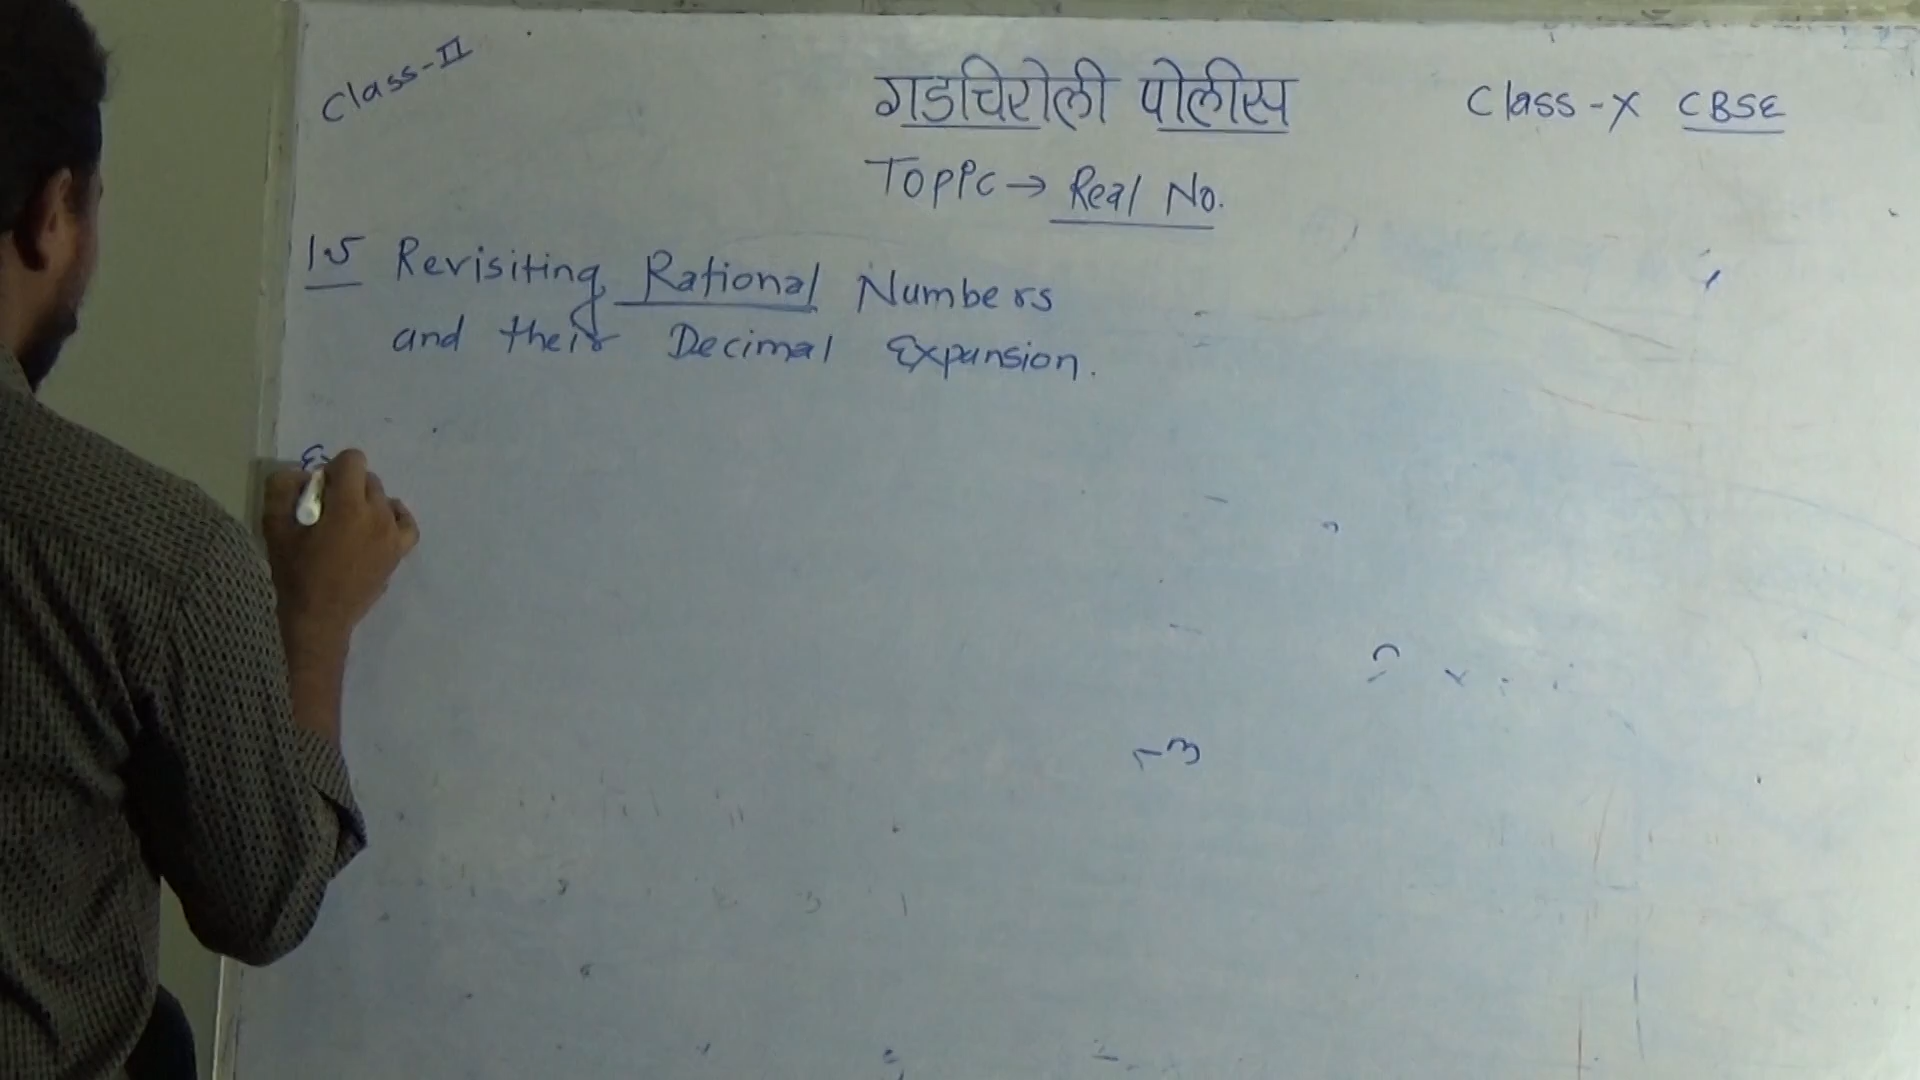 Class-II
गडचिरोली पोलीस
Class-X CBSE
Topic → Real No.
1.5 Revisiting Rational Numbers
and their Decimal Expansion.